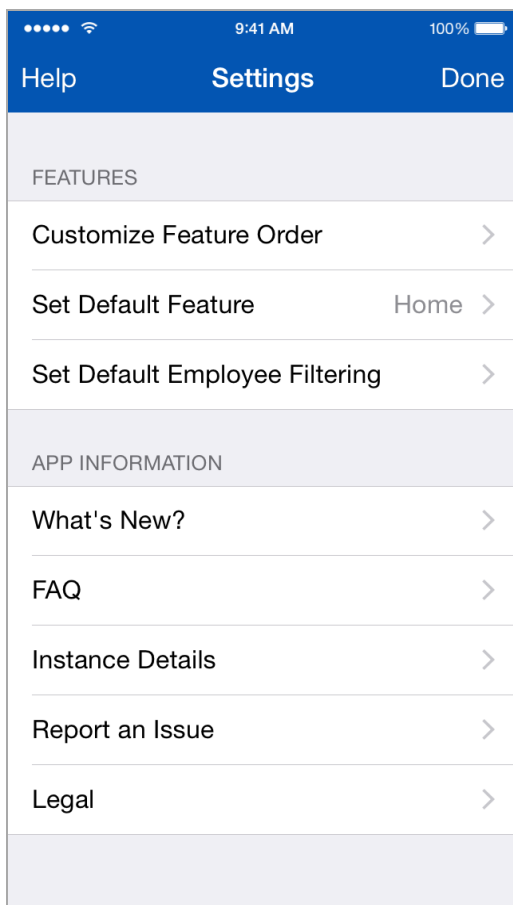 9:41 AM 100%
Help Settings Done
FEATURES
Customize Feature Order
Set Default Feature Home
Set Default Employee Filtering
APP INFORMATION
What's New?
FAQ
Instance Details
Report an Issue
Legal